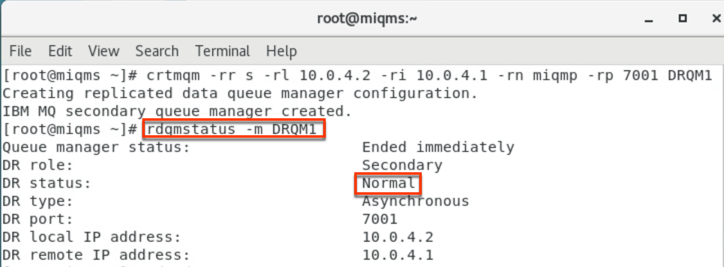 root@miqms:~
File Edit View Search Terminal Help
[root@miqms ~]# crtmqm -rr s -rl 10.0.4.2 -ri 10.0.4.1 -rn miqmp -rp 7001 DRQM1
Creating replicated data queue manager configuration.
IBM MQ secondary queue manager created.
[root@miqms ~]# rdqmstatus -m DRQM1
Queue manager status: Ended immediately
DR role: Secondary
DR status: Normal
DR type: Asynchronous
DR port: 7001
DR local IP address: 10.0.4.2
DR remote IP address: 10.0.4.1